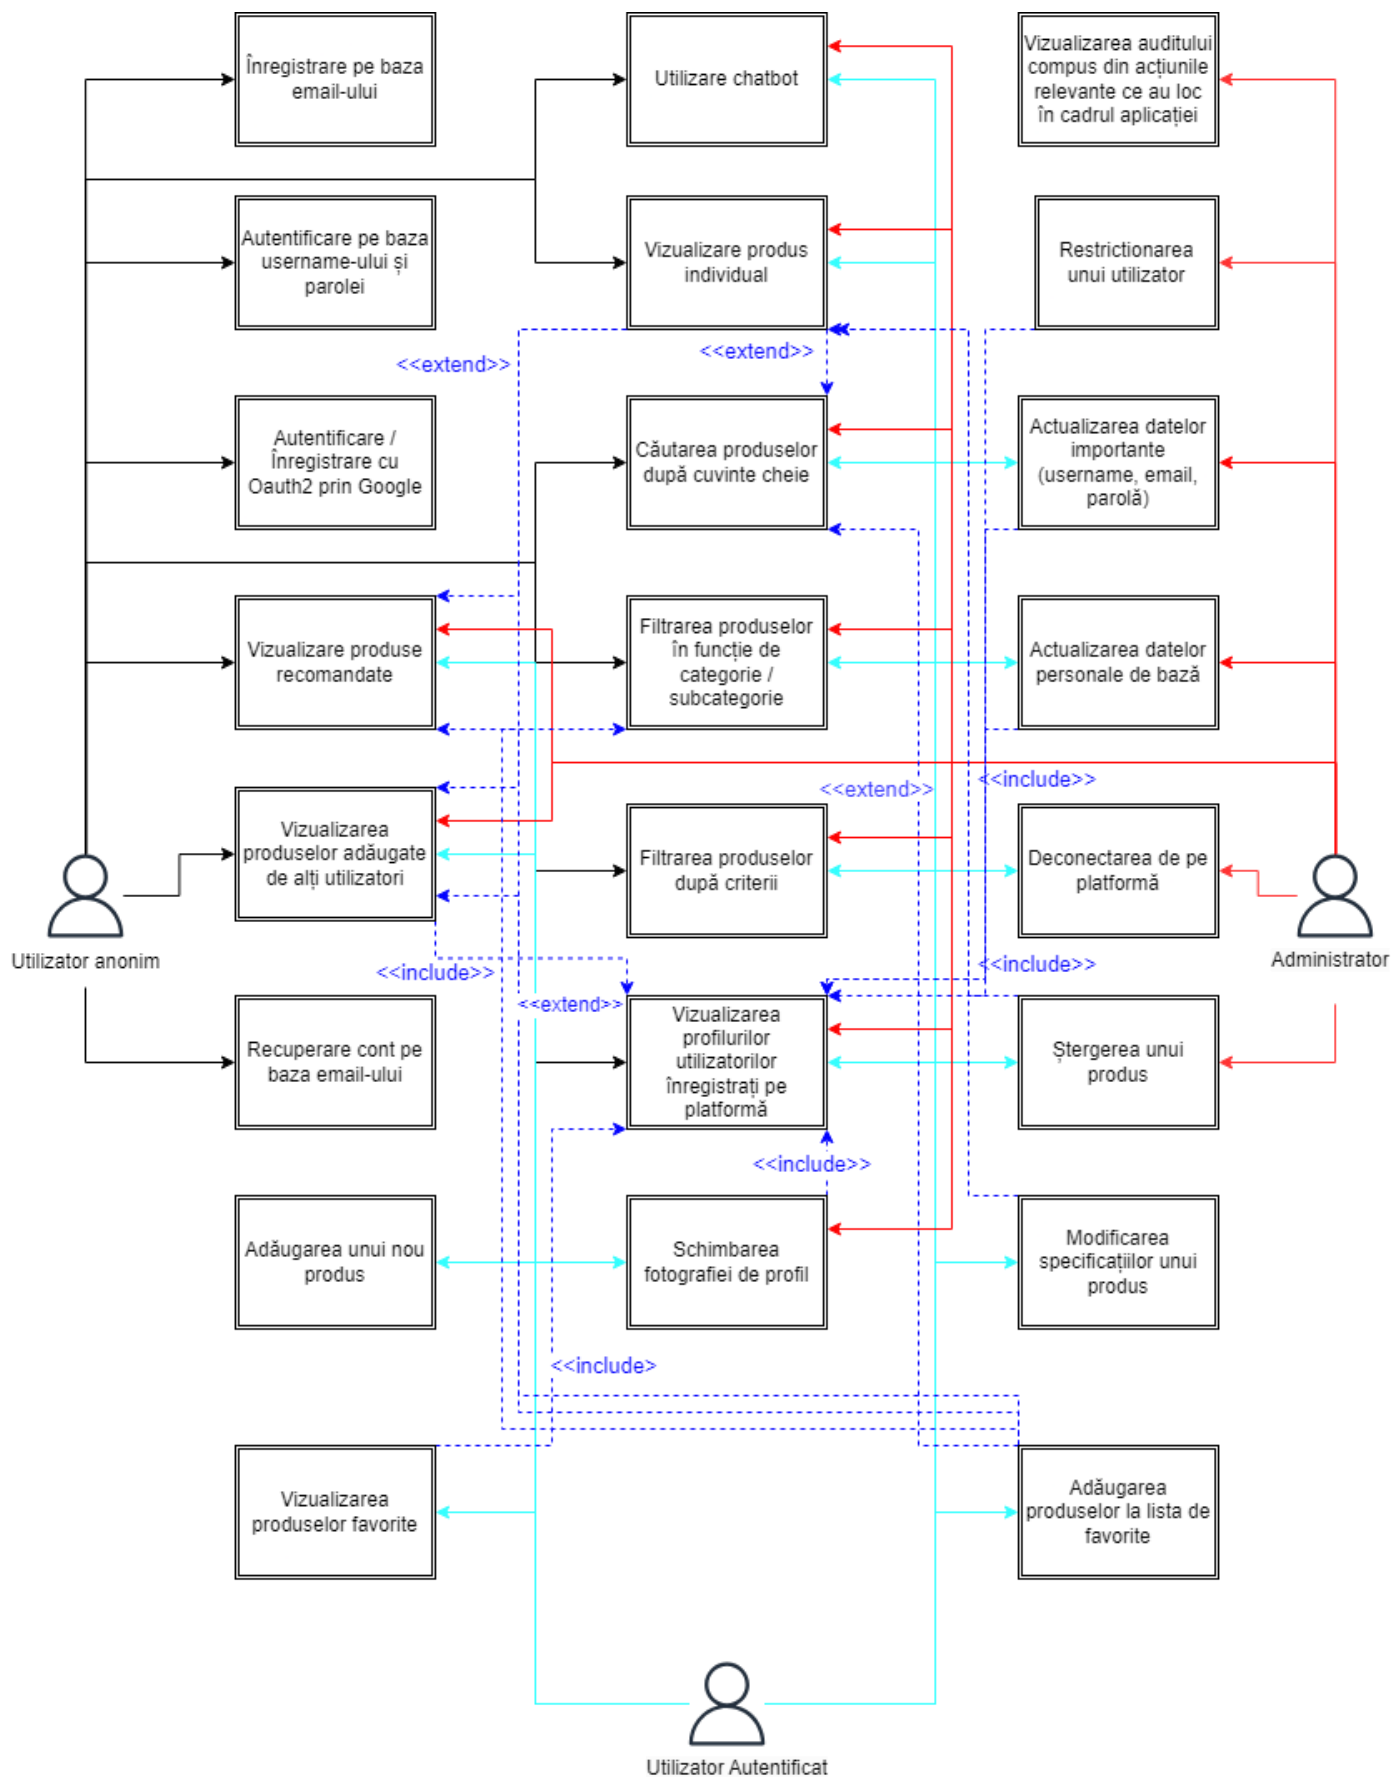 Înregistrare pe baza
email-ului
Utilizare chatbot
Vizualizarea auditului
compus din acțiunile
relevante ce au loc
în cadrul aplicației
Autentificare pe baza
username-ului și
parolei
Vizualizare produs
individual
Restrictionarea
unui utilizator
<<extend>>
<<extend>>
Autentificare /
Înregistrare cu
Oauth2 prin Google
Căutarea produselor
după cuvinte cheie
Actualizarea datelor
importante
(username, email,
parolă)
Vizualizare produse
recomandate
Filtrarea produselor
în funcție de
categorie /
subcategorie
Actualizarea datelor
personale de bază
<<extend>>
<<include>>
Vizualizarea
produselor adăugate
de alți utilizatori
Filtrarea produselor
după criterii
Deconectarea de pe
platformă
Utilizator anonim
Administrator
<<include>>
<<include>>
<<extend>>
Recuperare cont pe
baza email-ului
Vizualizarea
profilurilor
utilizatorilor
înregistrați pe
platformă
Ștergerea unui
produs
<<include>>
Adăugarea unui nou
produs
Schimbarea
fotografiei de profil
Modificarea
specificațiilor unui
produs
<<include>
Vizualizarea
produselor favorite
Adăugarea
produselor la lista de
favorite
Utilizator Autentificat